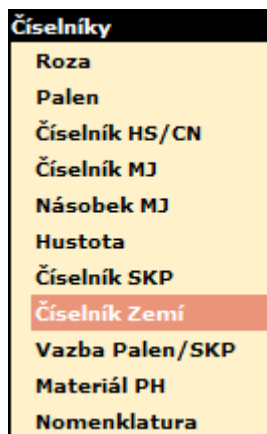 Číselníky
Roza
Palen
Číselník HS/CN
Číselník MJ
Násobek MJ
Hustota
Číselník SKP
Číselník Zemí
Vazba Palen/SKP
Materiál PH
Nomenklatura